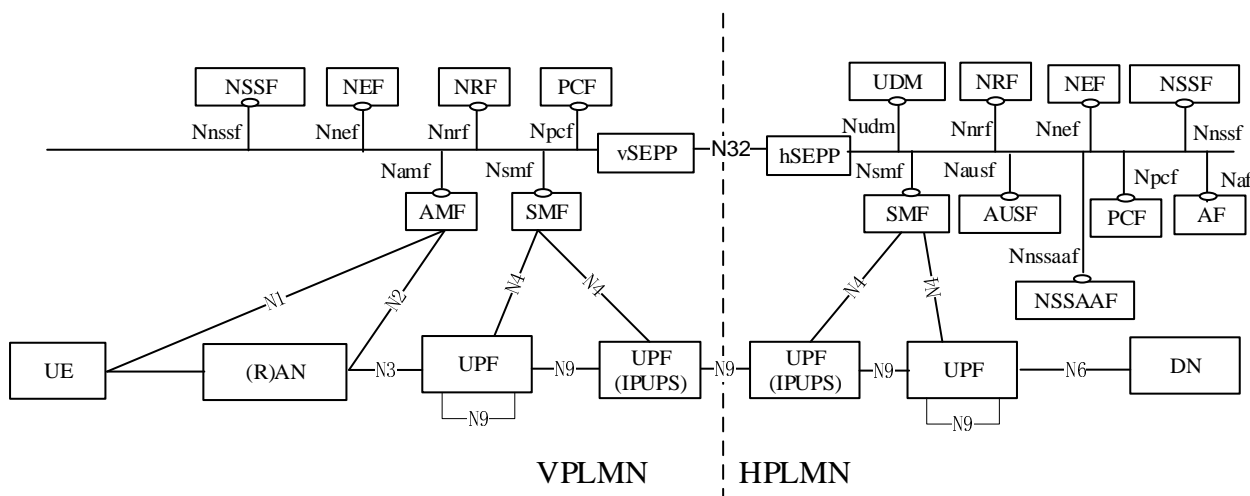 NSSF NEF NRF PCF UDM NRF NEF NSSF
Nnssf Nnef Nnrf Npcf Nudm Nnrf Nnef Nnssf
vSEPP N32 hSEPP
Namf Nsmf Nsmf Nausf Npcf Naf
AMF SMF SMF AUSF PCF AF
Nnssaaf
N1 N2 N4 N4 N4 N4
NSSAAF
UE (R)AN N3 UPF N9 UPF N9 UPF N9 UPF N6 DN
(IPUPS) (IPUPS)
N9 N9
VPLMN HPLMN